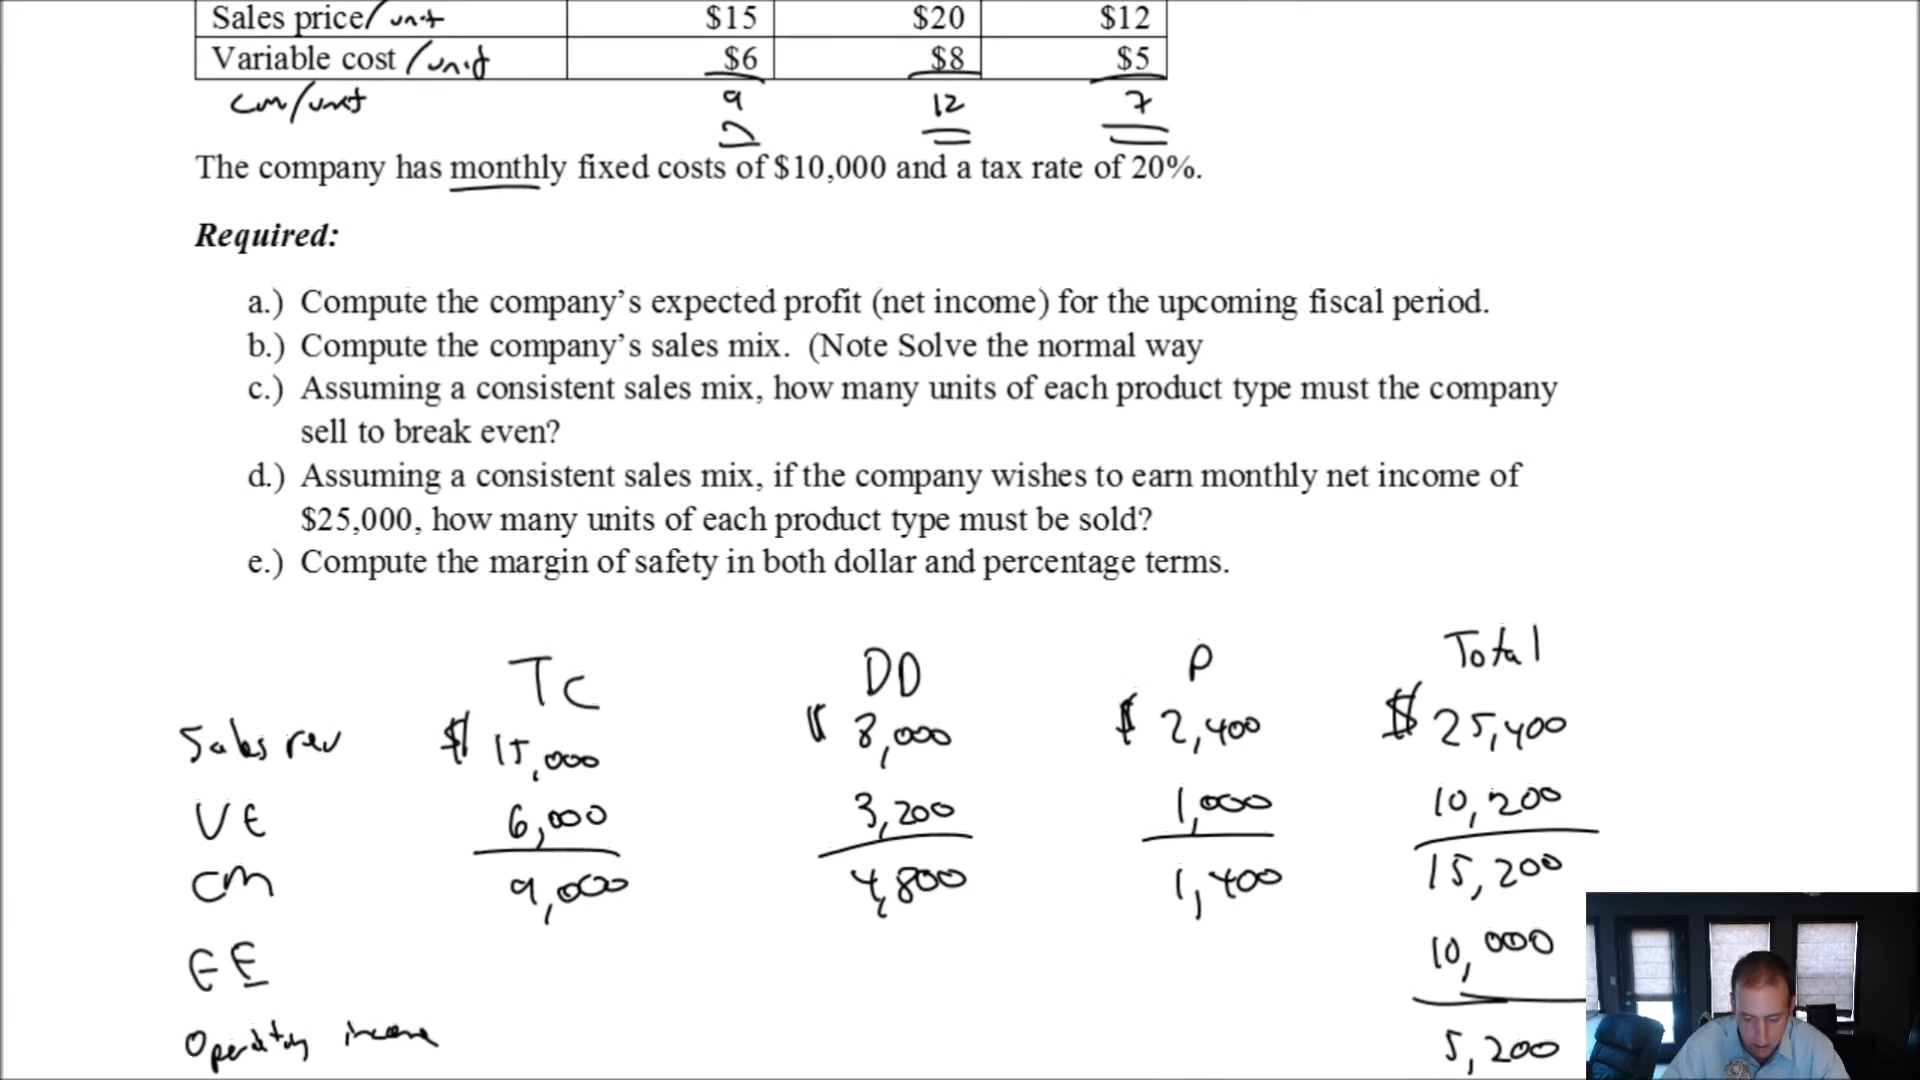 Sales price/unit $15 $20 $12
Variable cost/unit $6 $8 $5
cm/unit 9 12 7
The company has monthly fixed costs of $10,000 and a tax rate of 20%.
Required:
a.) Compute the company's expected profit (net income) for the upcoming fiscal period.
b.) Compute the company's sales mix. (Note Solve the normal way
c.) Assuming a consistent sales mix, how many units of each product type must the company
sell to break even?
d.) Assuming a consistent sales mix, if the company wishes to earn monthly net income of
$25,000, how many units of each product type must be sold?
e.) Compute the margin of safety in both dollar and percentage terms.
TC DD P Total
Sales rev $15,000 $8,000 $2,400 $25,400
VE 6,000 3,200 1,000 10,200
CM 9,000 4,800 1,400 15,200
FE 10,000
Operating income 5,200